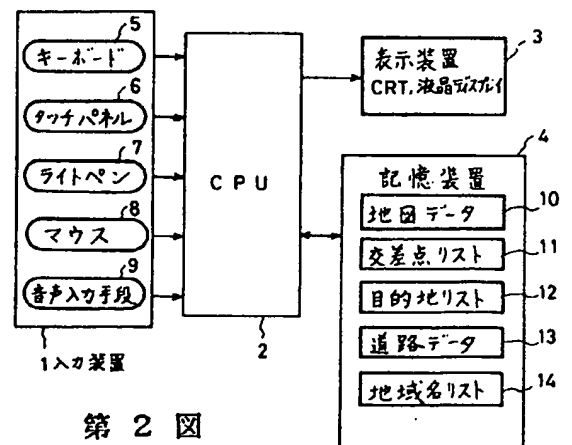 5
キーボード
6
タッチパネル
7
ライトペン
8
マウス
9
音声入力手段
1入力装置
CPU
2
3
表示装置
CRT,液晶ディスプレイ
4
記憶装置
地図データ
10
交差点リスト
11
目的地リスト
12
道路データ
13
地域名リスト
14
第2図